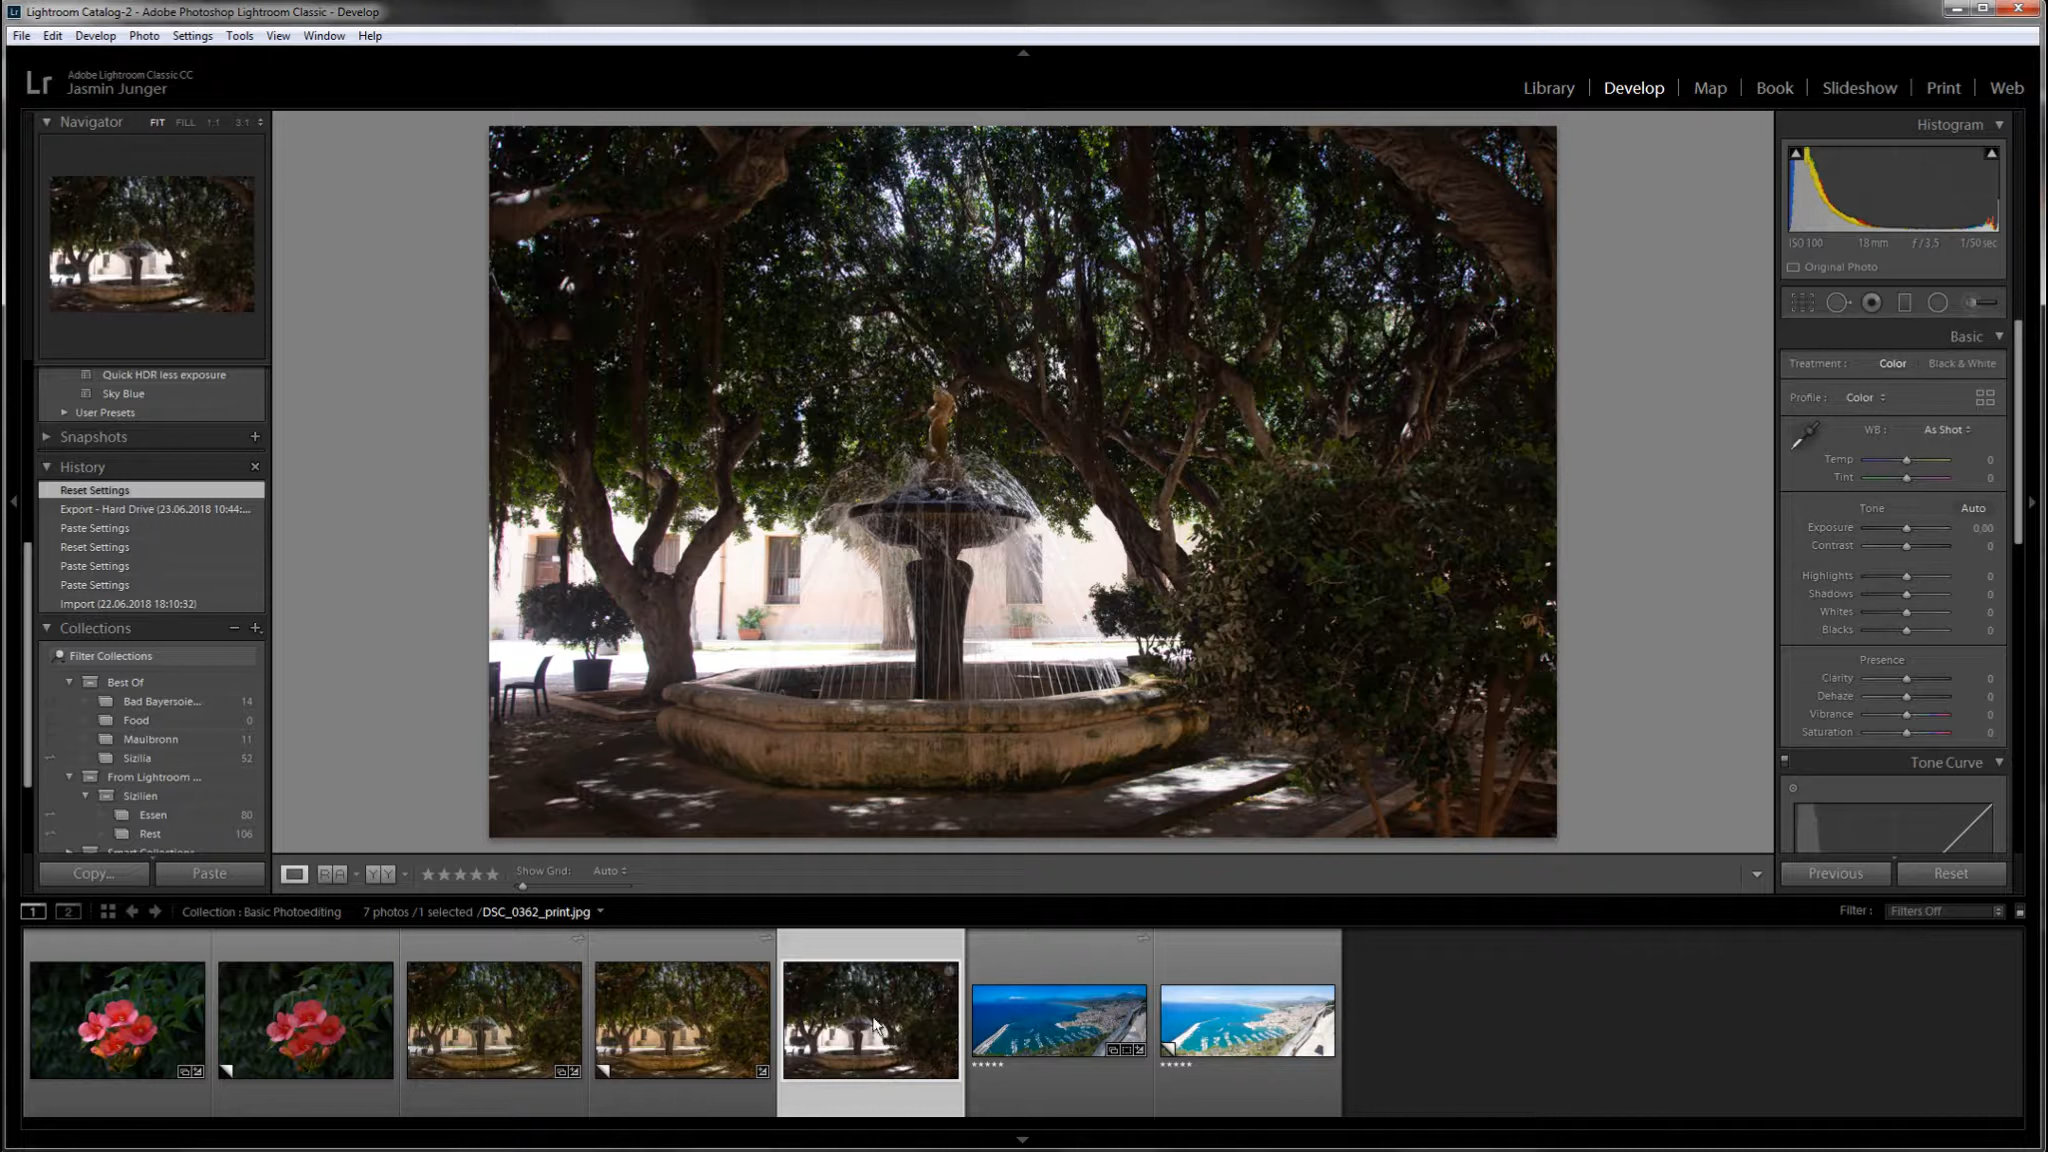 Lightroom Catalog-2 - Adobe Photoshop Lightroom Classic - Develop
File Edit Develop Photo Settings Tools View Window Help
Lr Adobe Lightroom Classic CC
Jasmin Junger
Library Develop Map Book Slideshow Print Web
Navigator FIT FILL 1:1 3:1
Quick HDR less exposure
Sky Blue
User Presets
Snapshots
History
Reset Settings
Export - Hard Drive (23.06.2018 10:44:...
Paste Settings
Reset Settings
Paste Settings
Paste Settings
Import (22.06.2018 18:10:32)
Collections
Filter Collections
Best Of
Bad Bayersoie... 14
Food 0
Maulbronn 11
Sizilia 52
From Lightroom ...
Sizilien
Essen 80
Rest 106
Smart Collections
Copy... Paste
Histogram
ISO 100 18 mm ƒ / 3,5 1/50 sec
Original Photo
Basic
Treatment : Color Black & White
Profile : Color
WB : As Shot
Temp 0
Tint 0
Tone Auto
Exposure 0,00
Contrast 0
Highlights 0
Shadows 0
Whites 0
Blacks 0
Presence
Clarity 0
Dehaze 0
Vibrance 0
Saturation 0
Tone Curve
Previous Reset
R A Y Y Show Grid: Auto
1 2 Collection : Basic Photoediting 7 photos / 1 selected / DSC_0362_print.jpg Filter : Filters Off